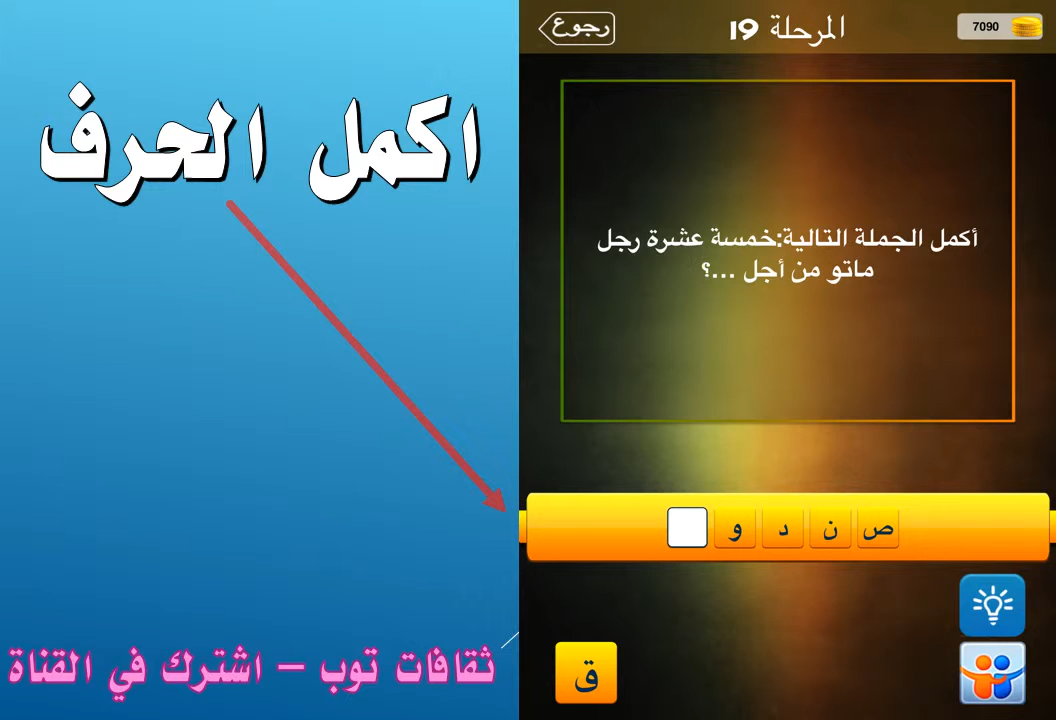 اكمل الحرف
ثقافات توب – اشترك في القناة
رجوع
المرحلة 19
7090
أكمل الجملة التالية:خمسة عشرة رجل
ماتو من أجل ...؟
ص ن د و
ق